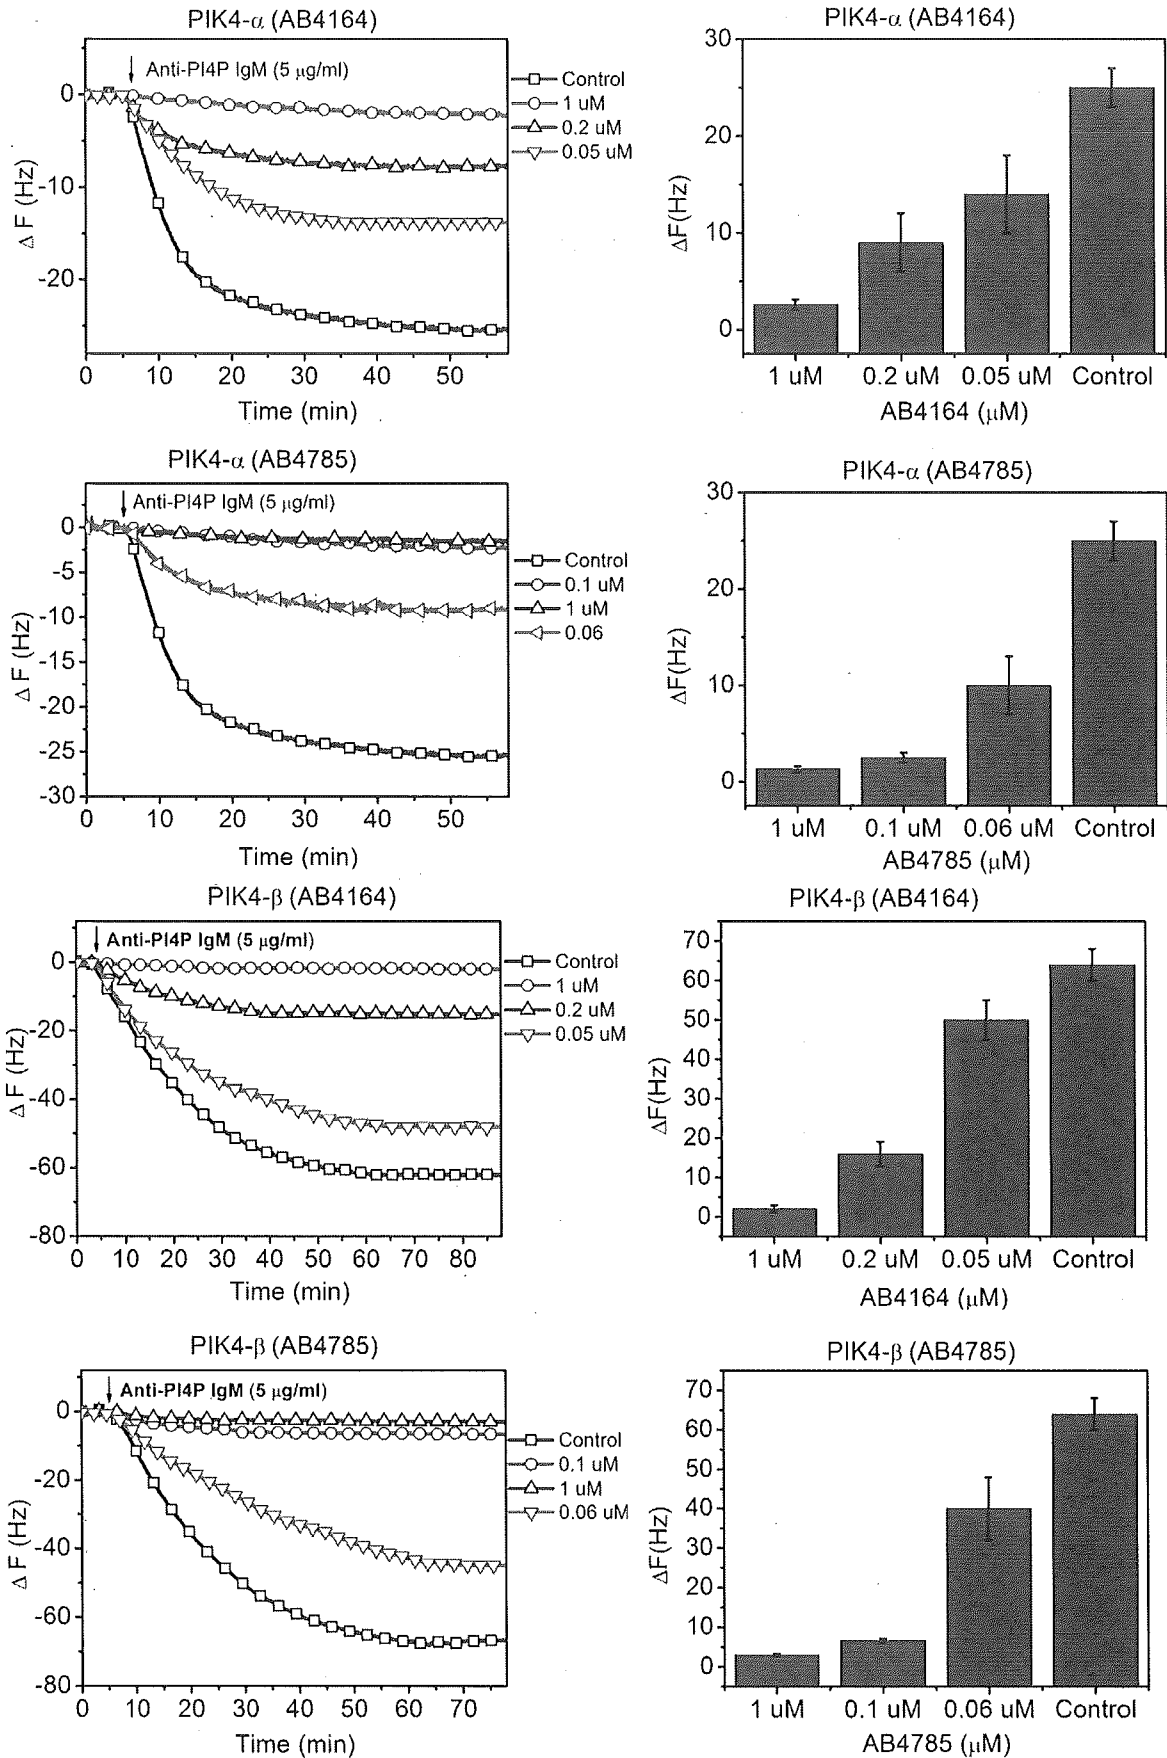 PIK4-α (AB4164)
Anti-PI4P IgM (5 μg/ml)
Control
1 uM
0.2 uM
0.05 uM
0
-10
-20
Δ F (Hz)
0 10 20 30 40 50
Time (min)
PIK4-α (AB4164)
30
20
10
0
ΔF(Hz)
1 uM 0.2 uM 0.05 uM Control
AB4164 (μM)
PIK4-α (AB4785)
Anti-PI4P IgM (5 μg/ml)
Control
0.1 uM
1 uM
0.06
0
-5
-10
-15
-20
-25
-30
Δ F (Hz)
0 10 20 30 40 50
Time (min)
PIK4-α (AB4785)
30
20
10
0
ΔF(Hz)
1 uM 0.1 uM 0.06 uM Control
AB4785 (μM)
PIK4-β (AB4164)
Anti-PI4P IgM (5 μg/ml)
Control
1 uM
0.2 uM
0.05 uM
0
-20
-40
-60
-80
Δ F (Hz)
0 10 20 30 40 50 60 70 80
Time (min)
PIK4-β (AB4164)
70
60
50
40
30
20
10
0
ΔF(Hz)
1 uM 0.2 uM 0.05 uM Control
AB4164 (μM)
PIK4-β (AB4785)
Anti-PI4P IgM (5 μg/ml)
Control
0.1 uM
1 uM
0.06 uM
0
-20
-40
-60
-80
Δ F (Hz)
0 10 20 30 40 50 60 70
Time (min)
PIK4-β (AB4785)
70
60
50
40
30
20
10
0
ΔF(Hz)
1 uM 0.1 uM 0.06 uM Control
AB4785 (μM)